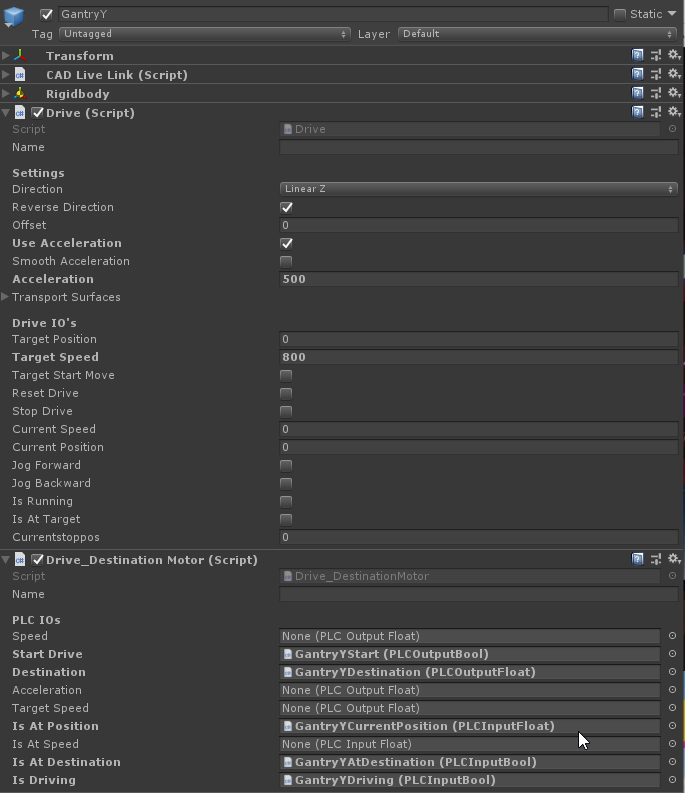 GantryY Static
Tag Untagged Layer Default
Transform
CAD Live Link (Script)
Rigidbody
Drive (Script)
Script Drive
Name
Settings
Direction Linear Z
Reverse Direction
Offset 0
Use Acceleration
Smooth Acceleration
Acceleration 500
Transport Surfaces
Drive IO's
Target Position 0
Target Speed 800
Target Start Move
Reset Drive
Stop Drive
Current Speed 0
Current Position 0
Jog Forward
Jog Backward
Is Running
Is At Target
Currentstoppos 0
Drive_Destination Motor (Script)
Script Drive_DestinationMotor
Name
PLC IOs
Speed None (PLC Output Float)
Start Drive GantryYStart (PLCOutputBool)
Destination GantryYDestination (PLCOutputFloat)
Acceleration None (PLC Output Float)
Target Speed None (PLC Output Float)
Is At Position GantryYCurrentPosition (PLCInputFloat)
Is At Speed None (PLC Input Float)
Is At Destination GantryYAtDestination (PLCInputBool)
Is Driving GantryYDriving (PLCInputBool)